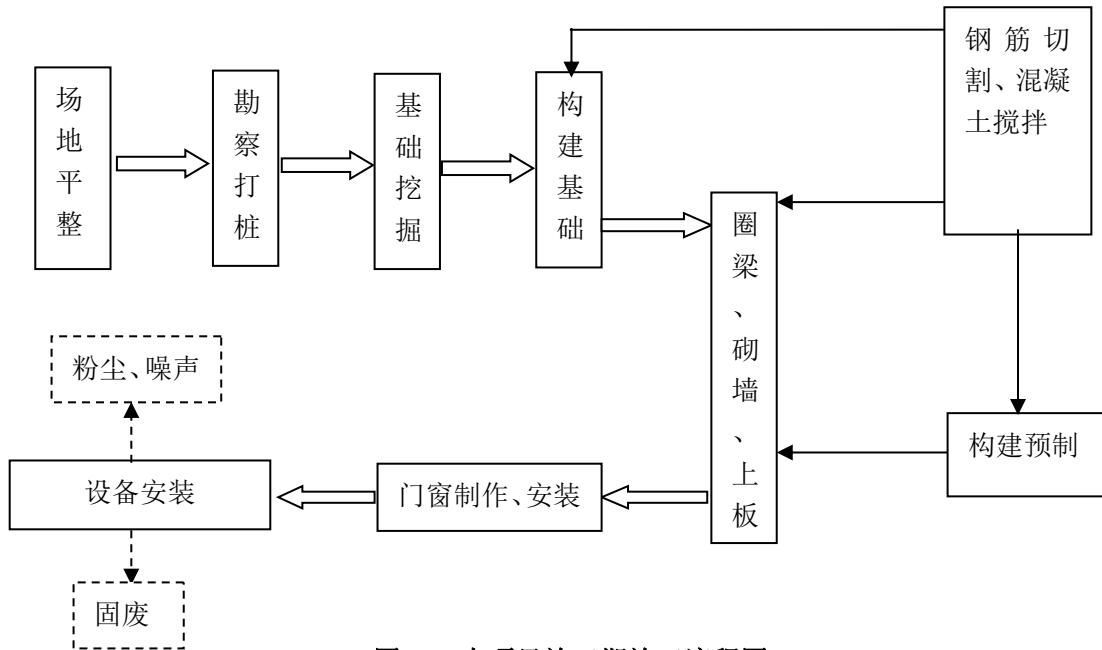 场地平整
勘察打桩
基础挖掘
构建基础
钢筋切
割、混凝
土搅拌
圈梁、砌墙、上板
粉尘、噪声
构建预制
设备安装
门窗制作、安装
固废